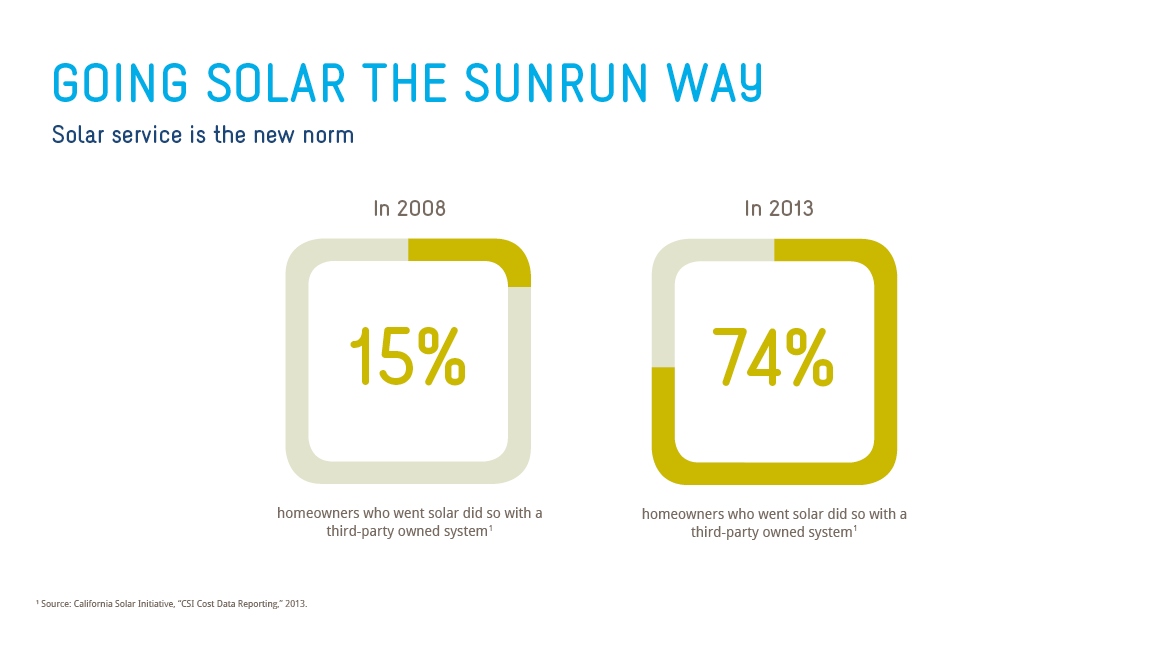 GOING SOLAR THE SUNRUN WAY
Solar service is the new norm
In 2008
15%
homeowners who went solar did so with a
third-party owned system¹
In 2013
74%
homeowners who went solar did so with a
third-party owned system¹
¹ Source: California Solar Initiative, “CSI Cost Data Reporting,” 2013.